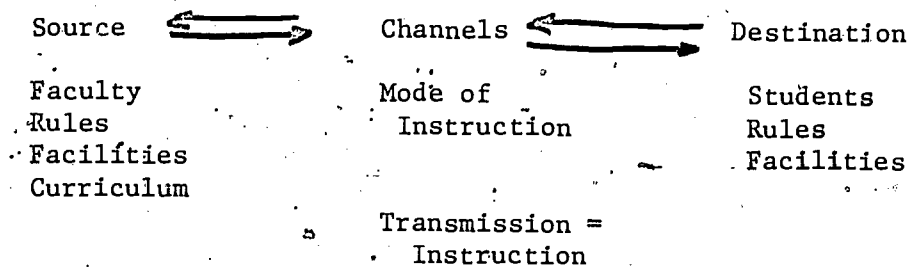 Source Channels Destination
Faculty Mode of Students
Rules Instruction Rules
Facilities Facilities
Curriculum
Transmission =
Instruction